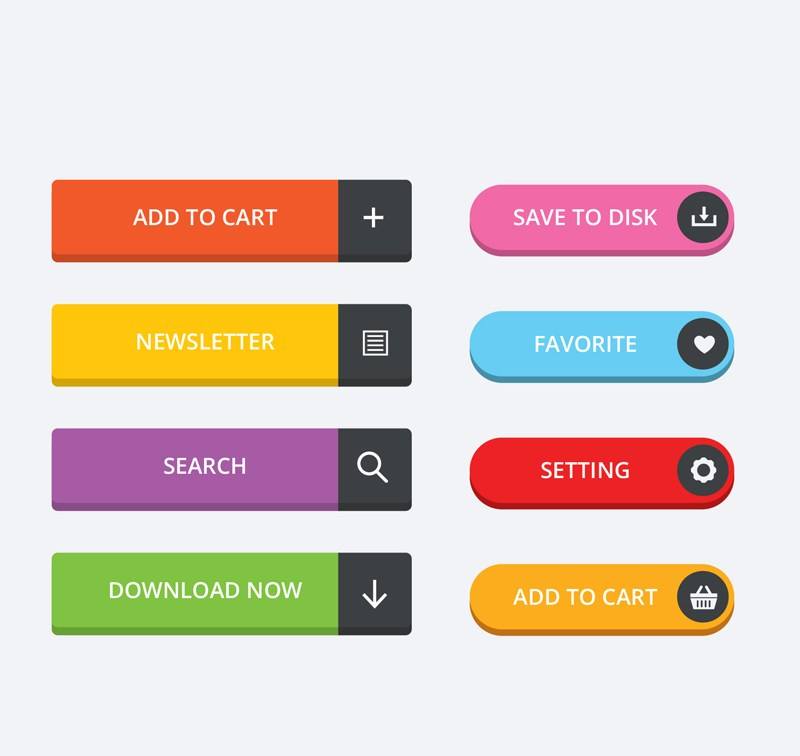 ADD TO CART
NEWSLETTER
SEARCH
DOWNLOAD NOW
SAVE TO DISK
FAVORITE
SETTING
ADD TO CART